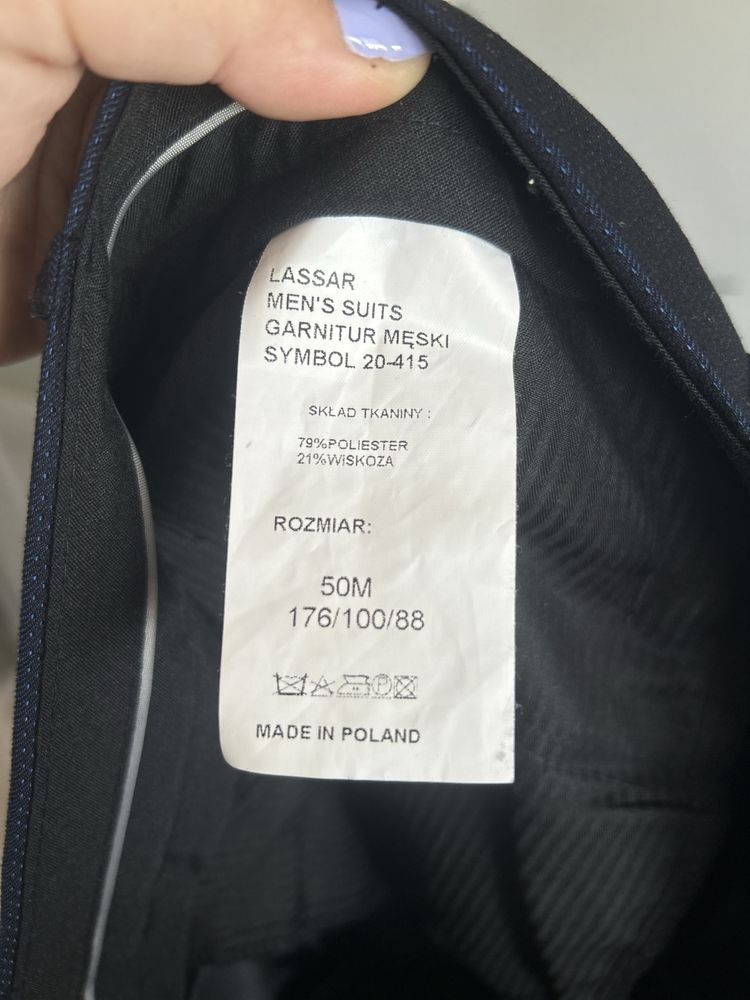 LASSAR
MEN'S SUITS
GARNITUR MĘSKI
SYMBOL 20-415
SKŁAD TKANINY :
79%POLIESTER
21%WiSKOZA
ROZMIAR:
50M
176/100/88
MADE IN POLAND